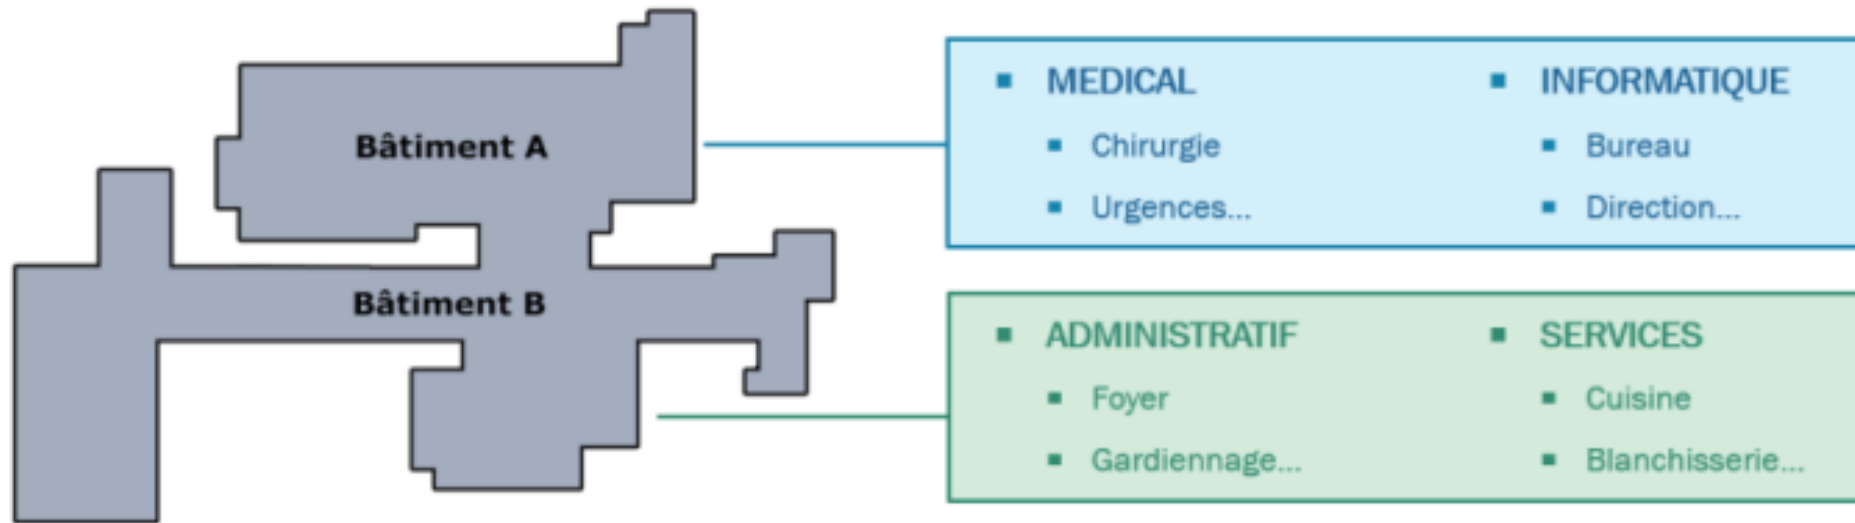 Bâtiment A
Bâtiment B
MEDICAL
Chirurgie
Urgences...
INFORMATIQUE
Bureau
Direction...
ADMINISTRATIF
Foyer
Gardiennage...
SERVICES
Cuisine
Blanchisserie...